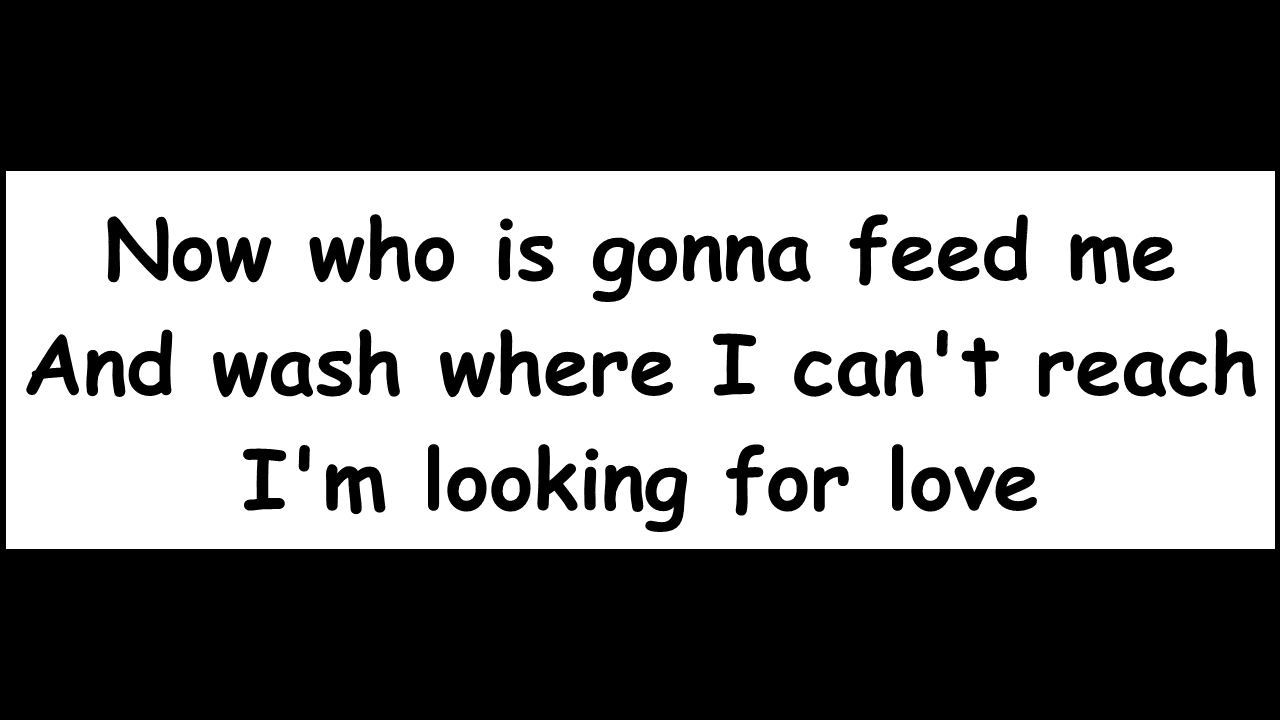 Now who is gonna feed me
And wash where I can't reach
I'm looking for love